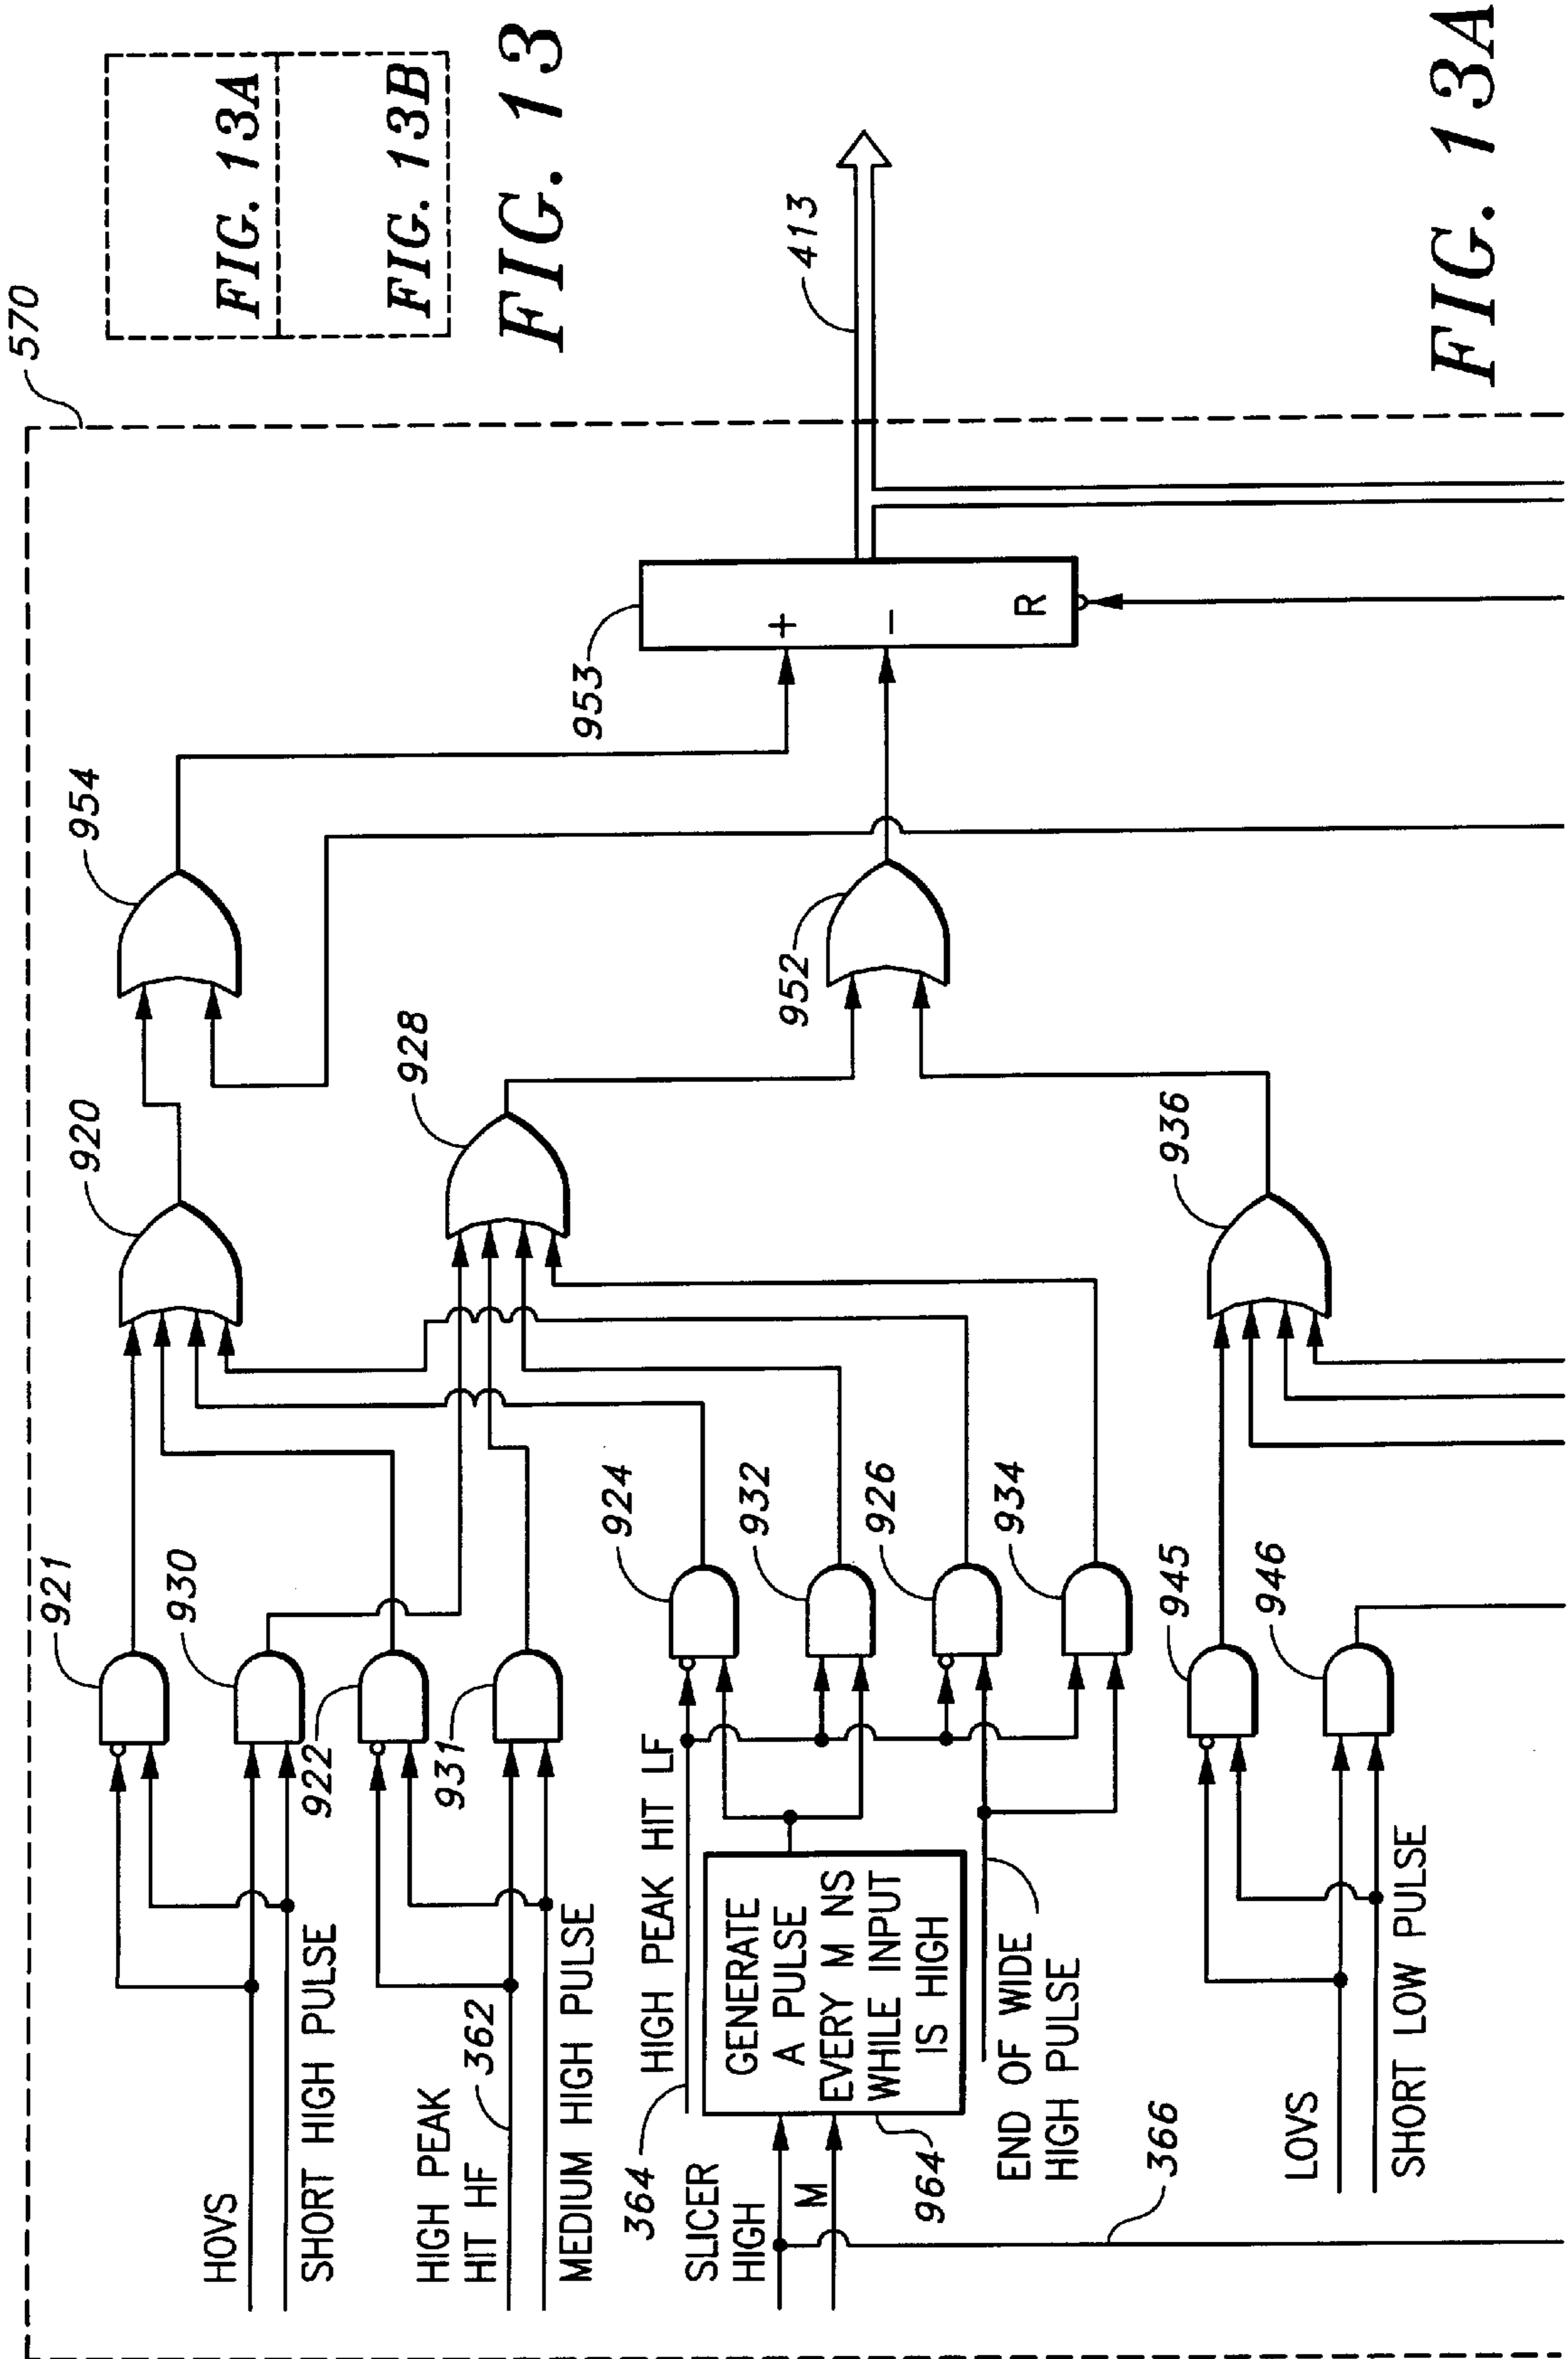 570
FIG. 13A
FIG. 13B
FIG. 13
954
920
921
930
922
931
HOVS
SHORT HIGH PULSE
HIGH PEAK
HIT HF
362
MEDIUM HIGH PULSE
928
953
+
−
R
413
952
364
HIGH PEAK HIT LF
SLICER
HIGH
M
GENERATE
A PULSE
EVERY M NS
WHILE INPUT
IS HIGH
964
END OF WIDE
HIGH PULSE
924
932
926
934
936
945
946
366
LOVS
SHORT LOW PULSE
FIG. 13A